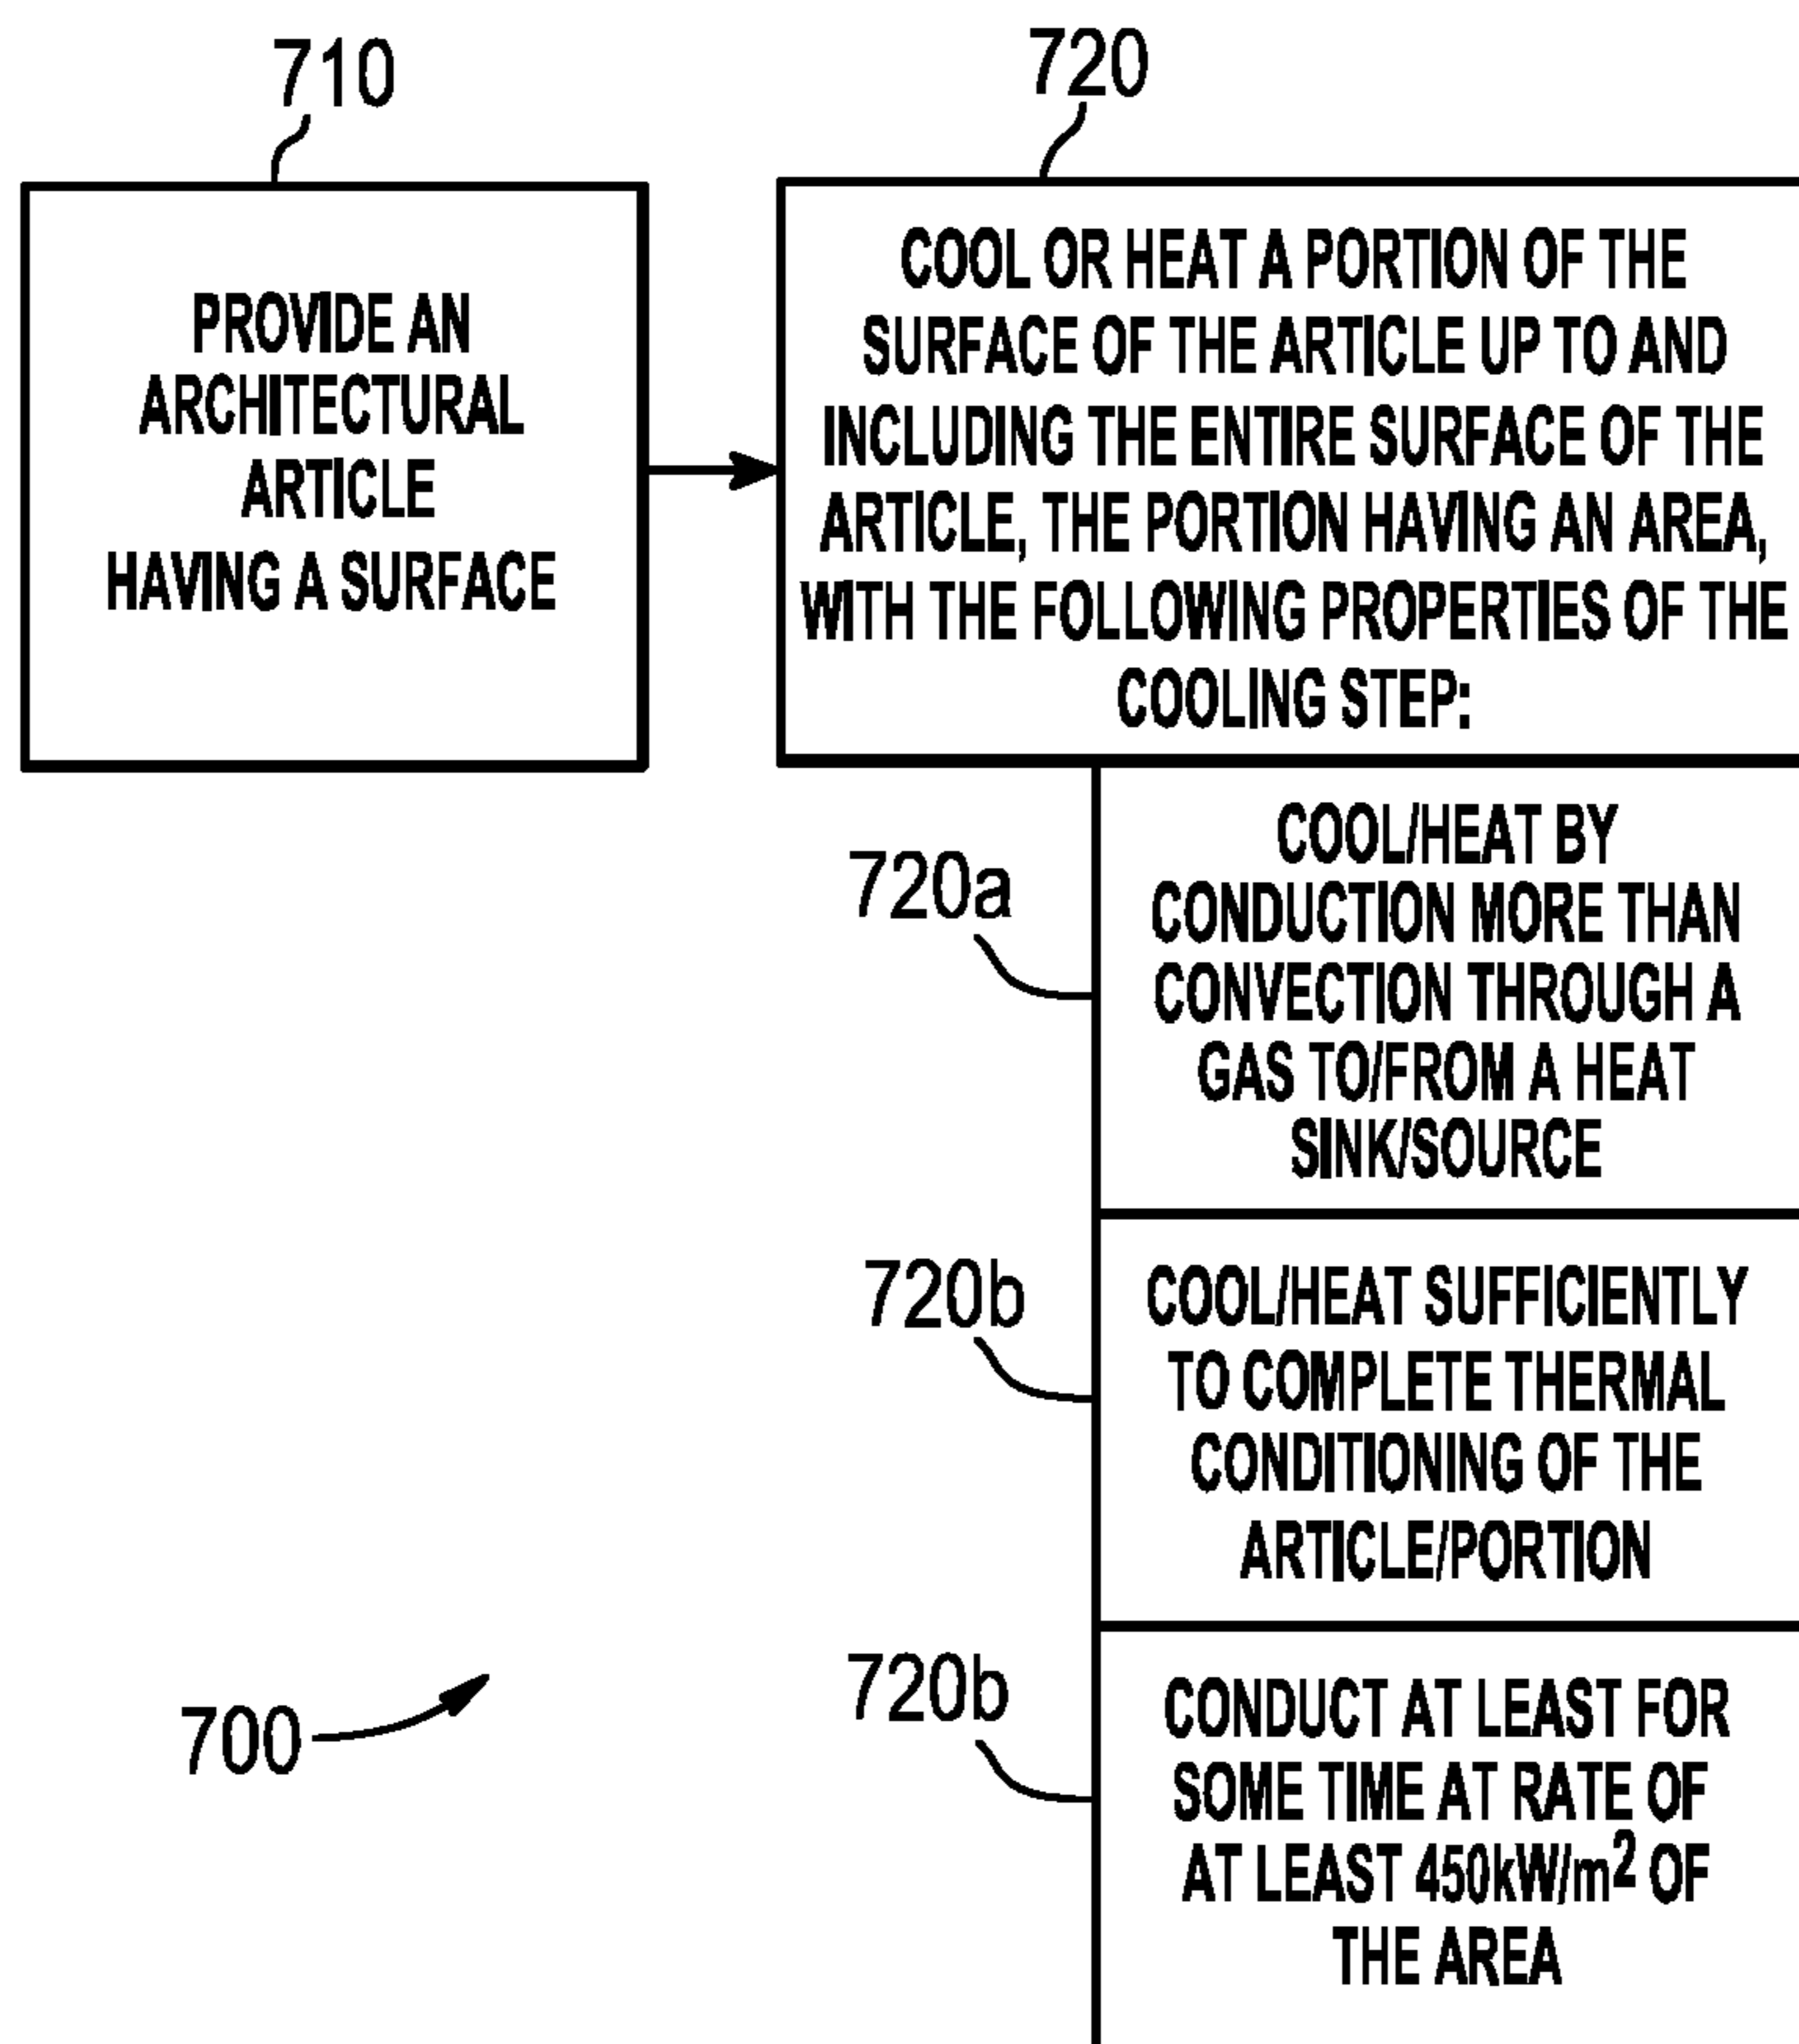 710
720
PROVIDE AN
ARCHITECTURAL
ARTICLE
HAVING A SURFACE
COOL OR HEAT A PORTION OF THE
SURFACE OF THE ARTICLE UP TO AND
INCLUDING THE ENTIRE SURFACE OF THE
ARTICLE, THE PORTION HAVING AN AREA,
WITH THE FOLLOWING PROPERTIES OF THE
COOLING STEP:
720a
COOL/HEAT BY
CONDUCTION MORE THAN
CONVECTION THROUGH A
GAS TO/FROM A HEAT
SINK/SOURCE
720b
COOL/HEAT SUFFICIENTLY
TO COMPLETE THERMAL
CONDITIONING OF THE
ARTICLE/PORTION
720b
CONDUCT AT LEAST FOR
SOME TIME AT RATE OF
AT LEAST 450kW/m² OF
THE AREA
700